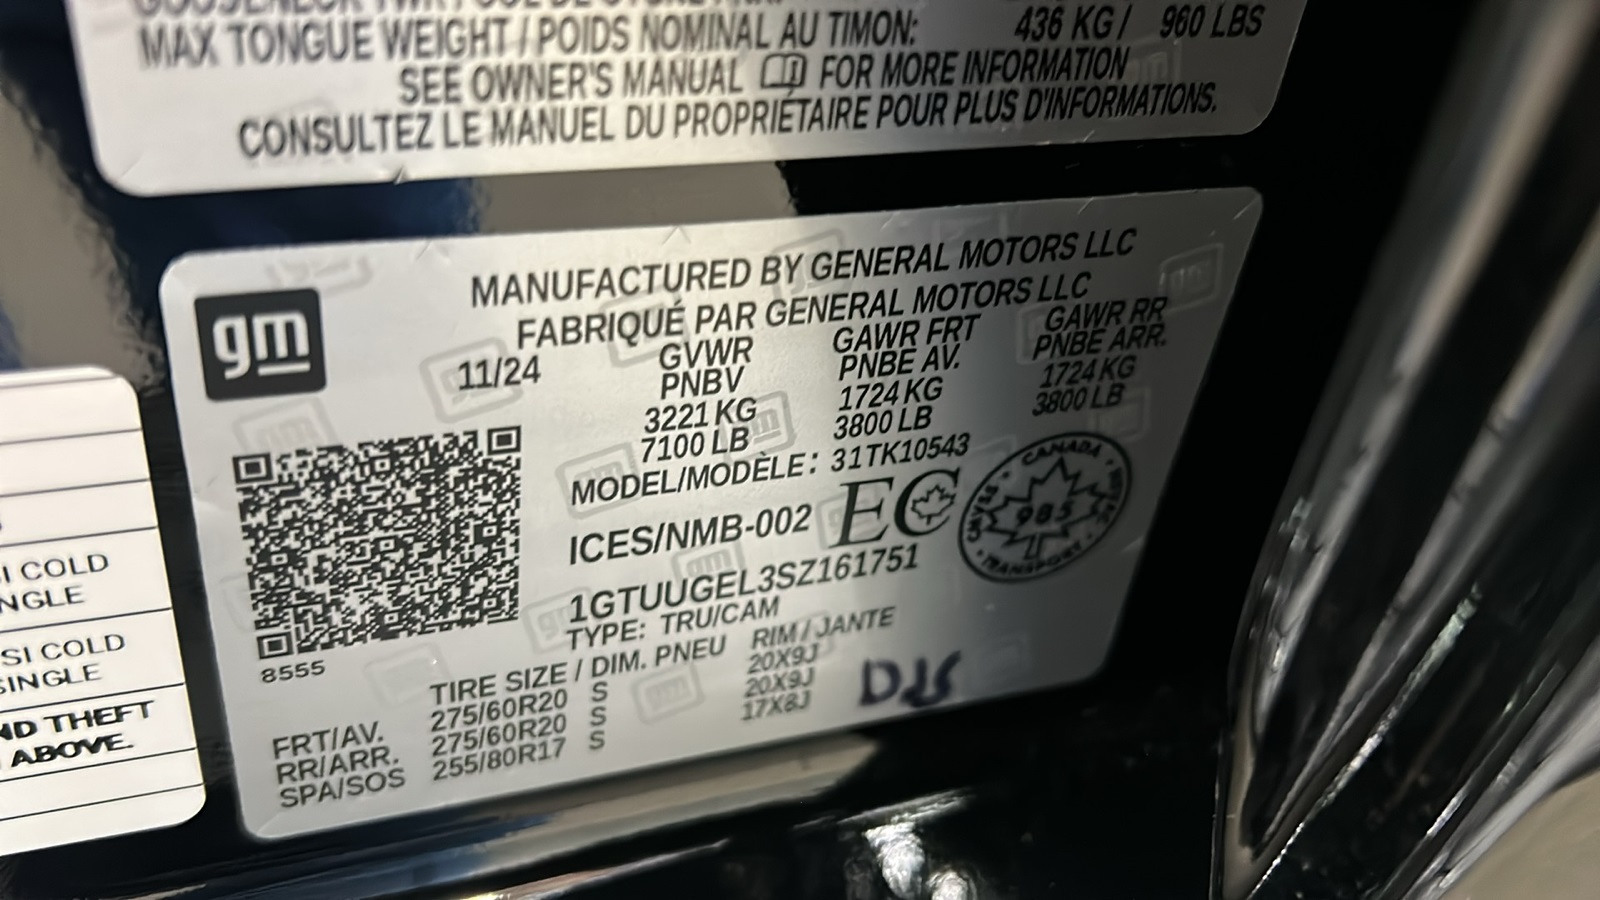 MAX TONGUE WEIGHT / POIDS NOMINAL AU TIMON: 436 KG / 960 LBS
SEE OWNER'S MANUAL FOR MORE INFORMATION
CONSULTEZ LE MANUEL DU PROPRIÉTAIRE POUR PLUS D'INFORMATIONS.
gm
MANUFACTURED BY GENERAL MOTORS LLC
FABRIQUÉ PAR GENERAL MOTORS LLC
11/24 GVWR GAWR FRT GAWR RR
PNBV PNBE AV. PNBE ARR.
3221 KG 1724 KG 1724 KG
7100 LB 3800 LB 3800 LB
MODEL/MODÈLE: 31TK10543
ICES/NMB-002 EC
CANADA
985
TRANSPORT
1GTUUGEL3SZ161751
TYPE: TRU/CAM
8555
TIRE SIZE / DIM. PNEU RIM / JANTE
FRT/AV. 275/60R20 S 20X9J
RR/ARR. 275/60R20 S 20X9J
SPA/SOS 255/80R17 S 17X8J
SI COLD
SI COLD
SINGLE
THEFT
ABOVE.